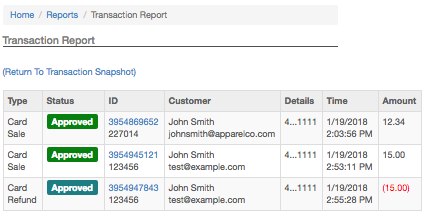 Home / Reports / Transaction Report
Transaction Report
(Return To Transaction Snapshot)
Type Status ID Customer Details Time Amount
Card Sale Approved 3954869652 227014 John Smith johnsmith@apparelco.com 4...1111 1/19/2018 2:03:56 PM 12.34
Card Sale Approved 3954945121 123456 John Smith test@example.com 4...1111 1/19/2018 2:53:11 PM 15.00
Card Refund Approved 3954947843 123456 John Smith test@example.com 4...1111 1/19/2018 2:55:28 PM (15.00)